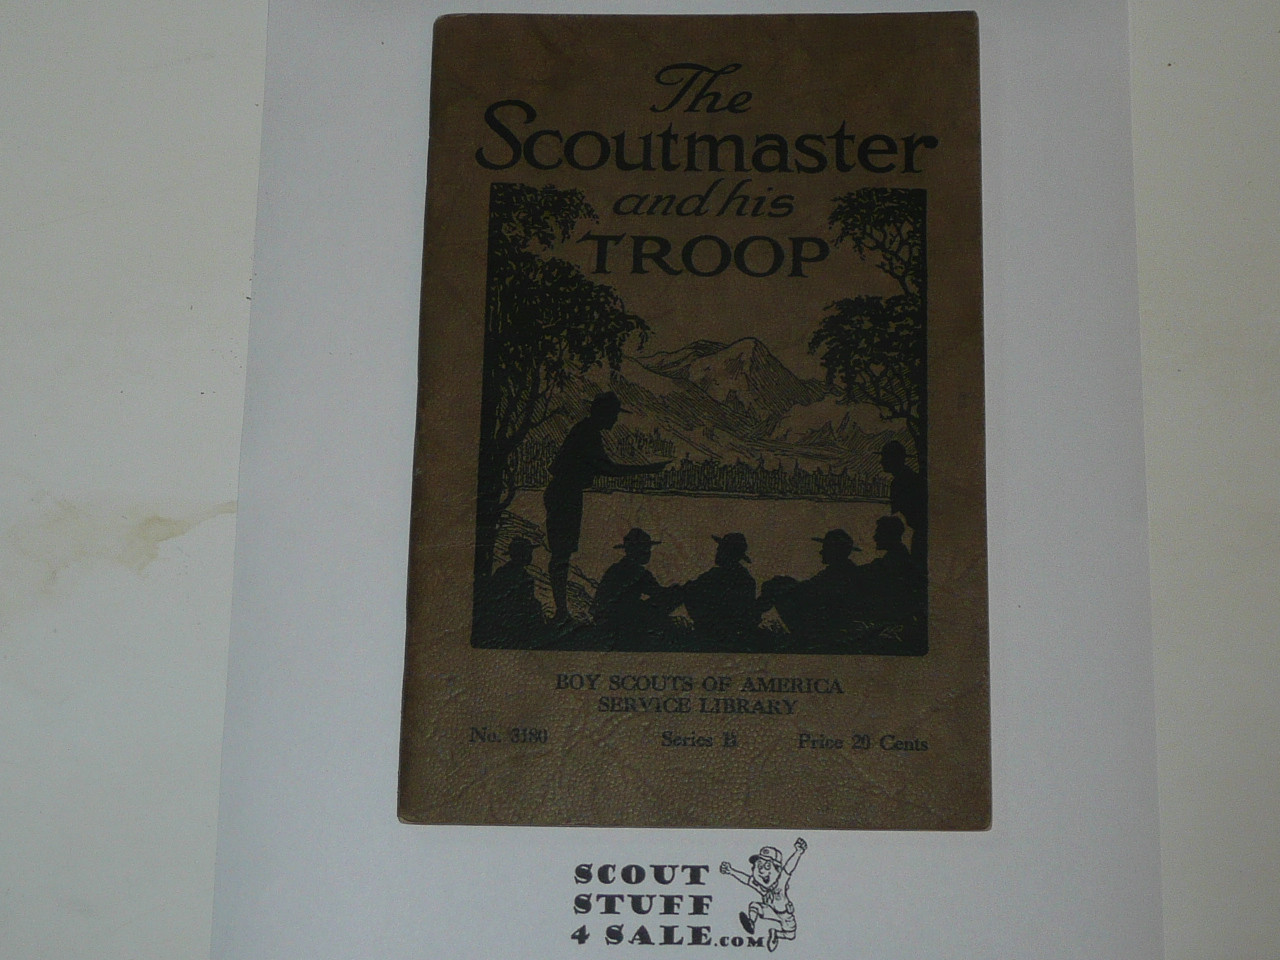 The
Scoutmaster
and his
TROOP
BOY SCOUTS OF AMERICA
SERVICE LIBRARY
No. 3180 Series B Price 20 Cents
SCOUT
STUFF
4 SALE.COM